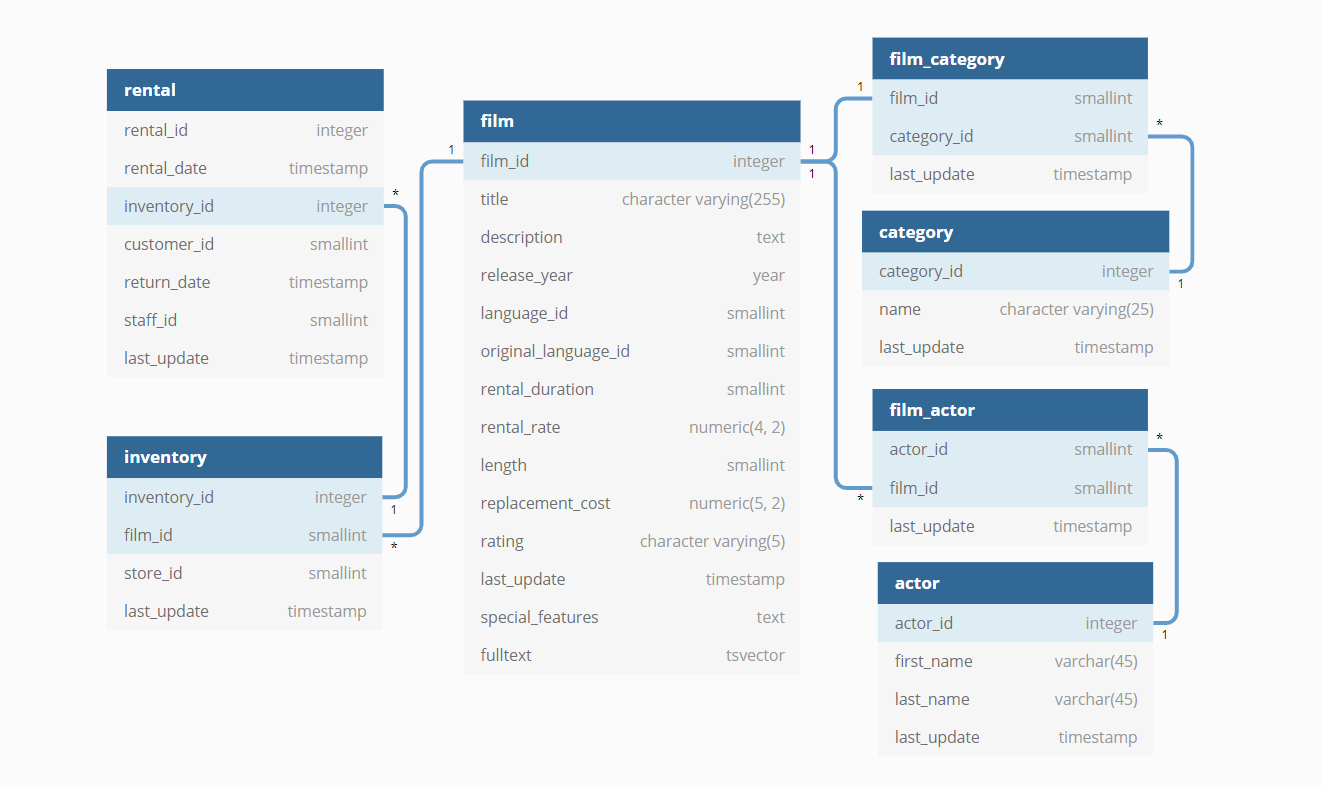 rental
rental_id integer
rental_date timestamp
inventory_id integer
customer_id smallint
return_date timestamp
staff_id smallint
last_update timestamp
*
inventory
inventory_id integer
film_id smallint
store_id smallint
last_update timestamp
1
*
1
film
film_id integer
title character varying(255)
description text
release_year year
language_id smallint
original_language_id smallint
rental_duration smallint
rental_rate numeric(4, 2)
length smallint
replacement_cost numeric(5, 2)
rating character varying(5)
last_update timestamp
special_features text
fulltext tsvector
1
1
1
film_category
film_id smallint
category_id smallint
last_update timestamp
*
category
category_id integer
name character varying(25)
last_update timestamp
1
film_actor
actor_id smallint
film_id smallint
last_update timestamp
*
*
actor
actor_id integer
first_name varchar(45)
last_name varchar(45)
last_update timestamp
1